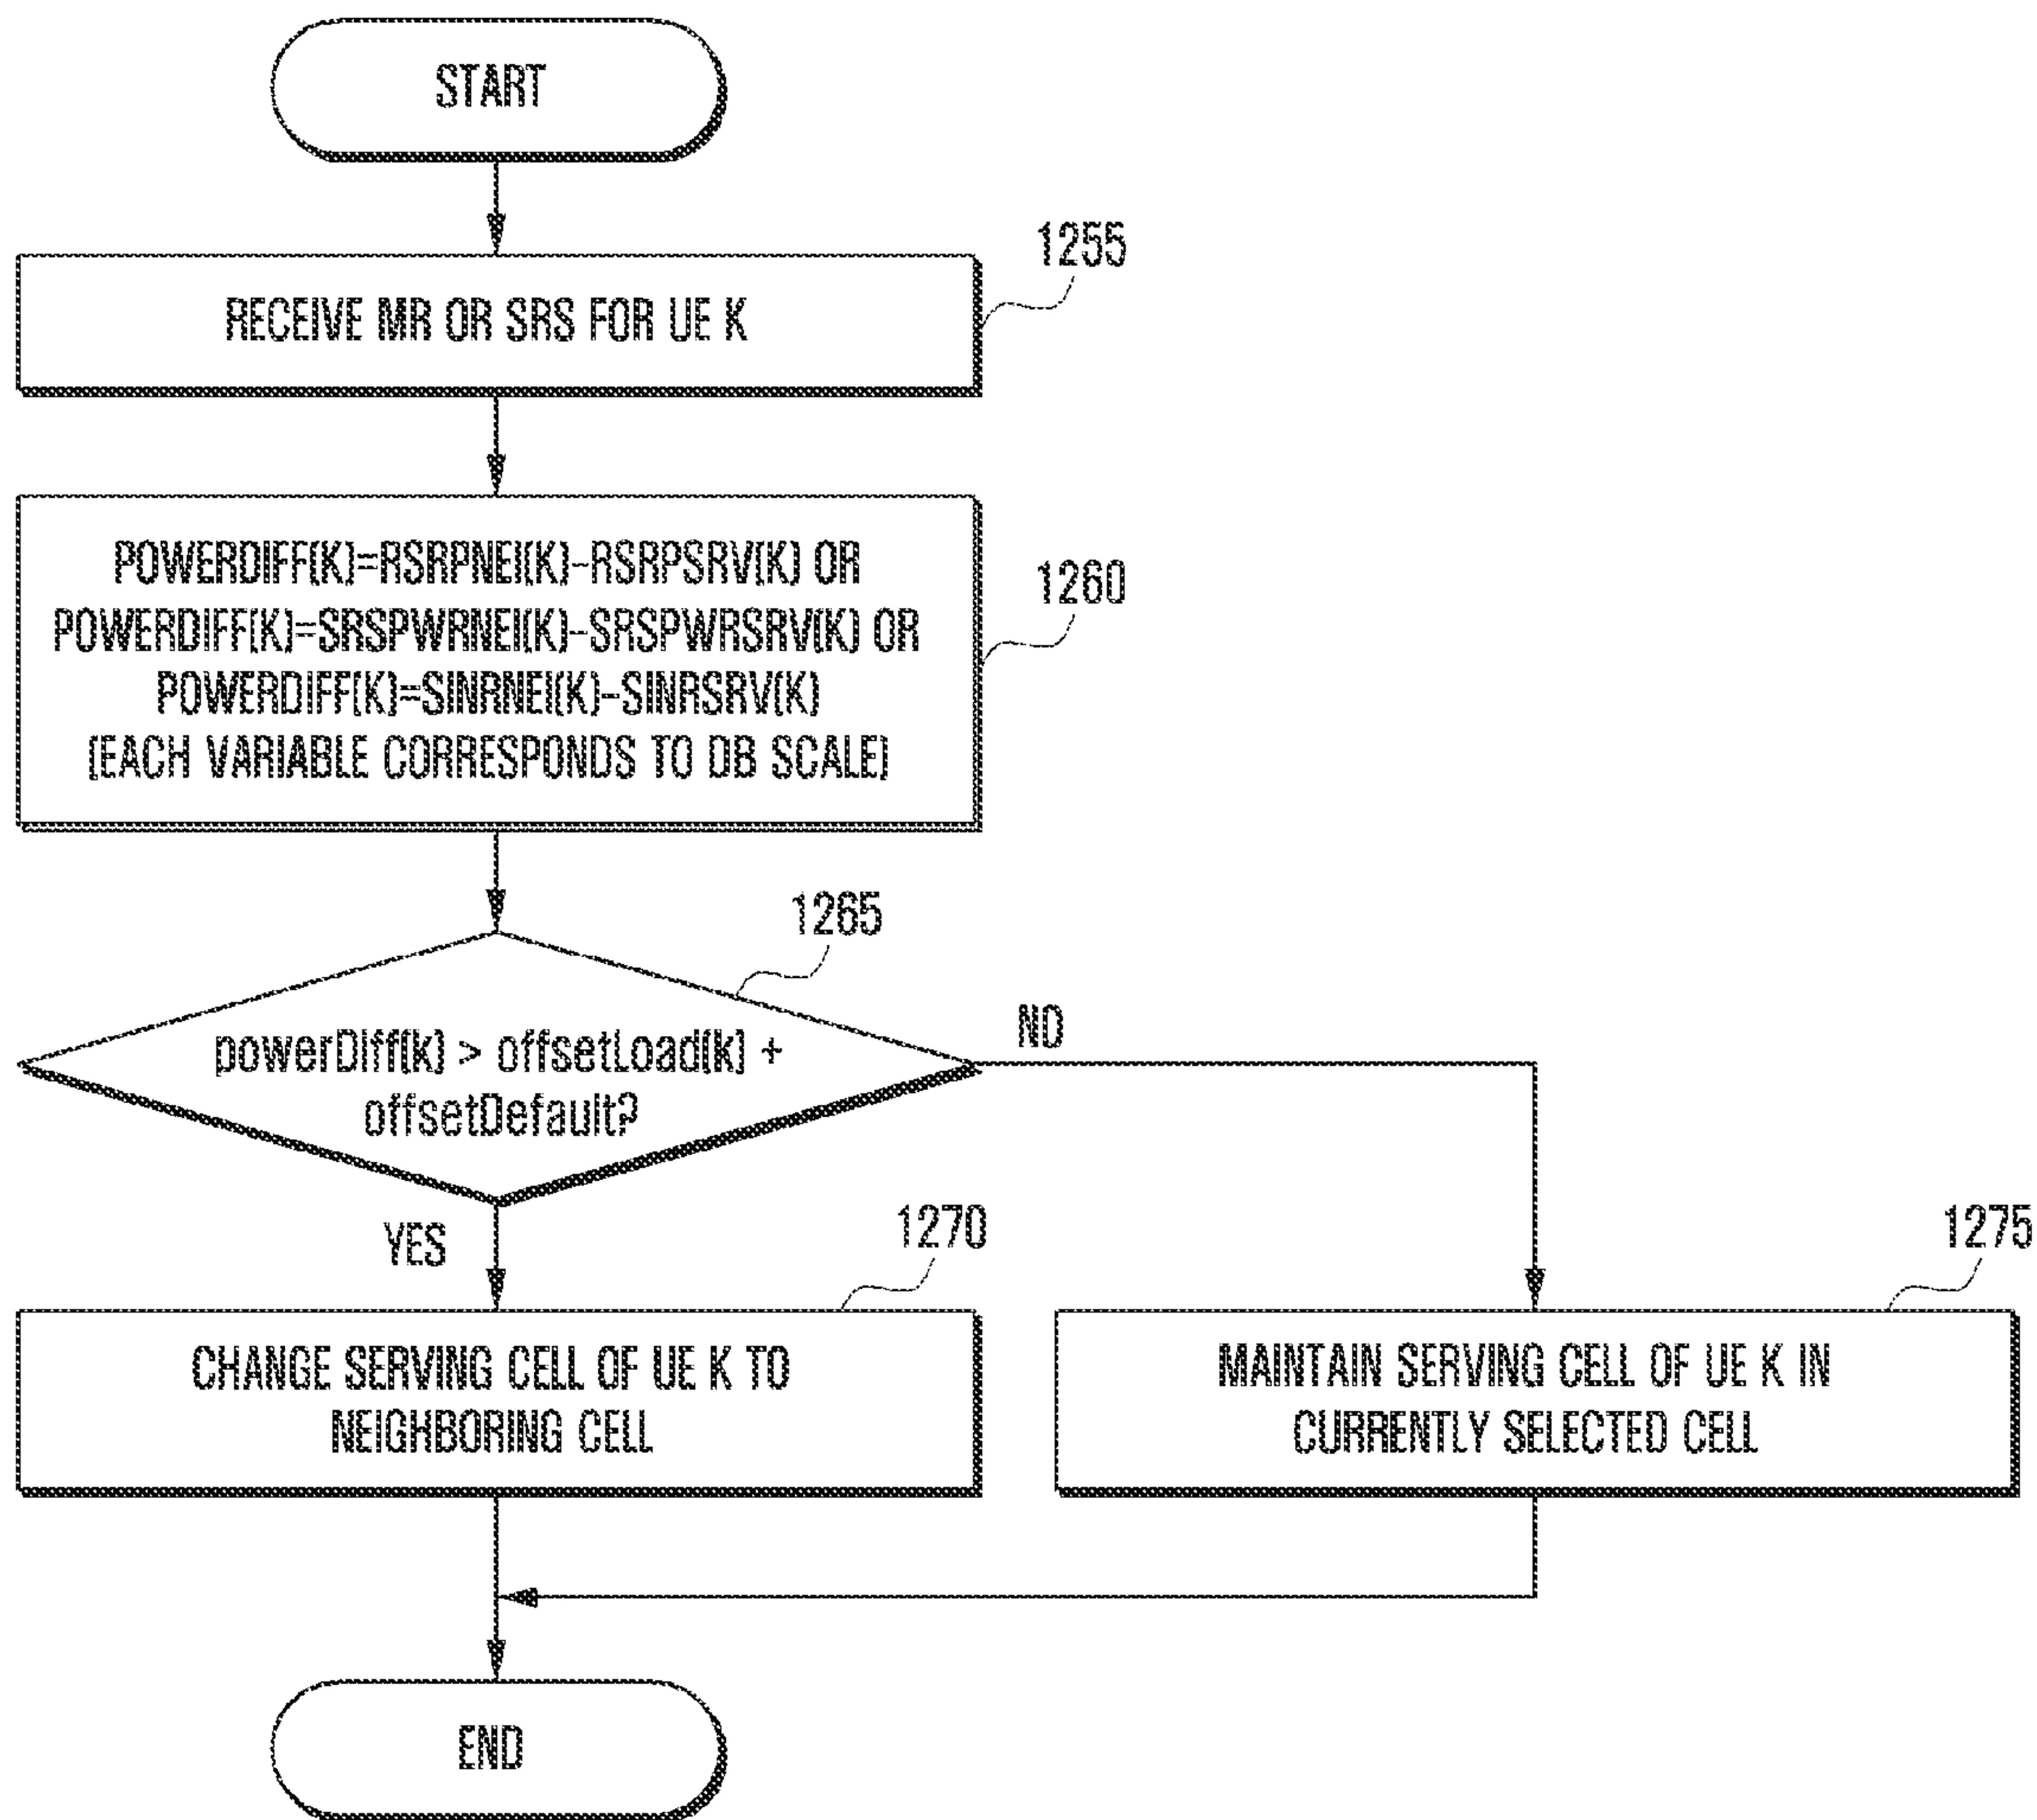 START
1255
RECEIVE MR OR SRS FOR UE K
1260
POWERDIFF(K)=RSRPNEI(K)-RSRPSRV(K) OR
POWERDIFF(K)=SRSPWRNEI(K)-SRSPWRSRV(K) OR
POWERDIFF(K)=SINRNEI(K)-SINRSRV(K)
(EACH VARIABLE CORRESPONDS TO DB SCALE)
1265
powerDiff(k) > offsetLoad(k) +
offsetDefault?
NO
YES
1270
CHANGE SERVING CELL OF UE K TO
NEIGHBORING CELL
1275
MAINTAIN SERVING CELL OF UE K IN
CURRENTLY SELECTED CELL
END